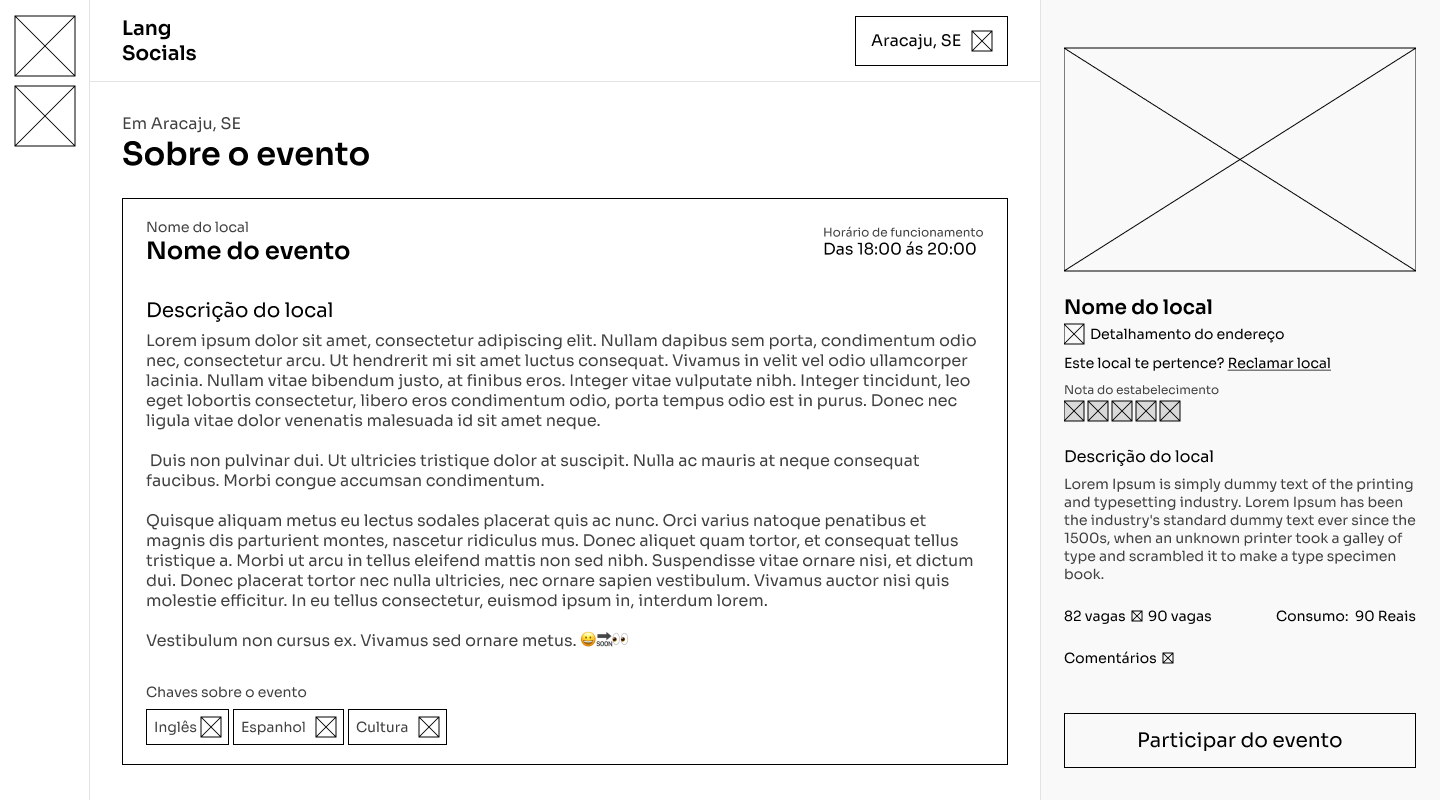 Lang
Socials
Aracaju, SE
Em Aracaju, SE
Sobre o evento
Nome do local
Nome do evento
Horário de funcionamento
Das 18:00 ás 20:00
Descrição do local
Lorem ipsum dolor sit amet, consectetur adipiscing elit. Nullam dapibus sem porta, condimentum odio
nec, consectetur arcu. Ut hendrerit mi sit amet luctus consequat. Vivamus in velit vel odio ullamcorper
lacinia. Nullam vitae bibendum justo, at finibus eros. Integer vitae vulputate nibh. Integer tincidunt, leo
eget lobortis consectetur, libero eros condimentum odio, porta tempus odio est in purus. Donec nec
ligula vitae dolor venenatis malesuada id sit amet neque.
Duis non pulvinar dui. Ut ultricies tristique dolor at suscipit. Nulla ac mauris at neque consequat
faucibus. Morbi congue accumsan condimentum.
Quisque aliquam metus eu lectus sodales placerat quis ac nunc. Orci varius natoque penatibus et
magnis dis parturient montes, nascetur ridiculus mus. Donec aliquet quam tortor, et consequat tellus
tristique a. Morbi ut arcu in tellus eleifend mattis non sed nibh. Suspendisse vitae ornare nisi, et dictum
dui. Donec placerat tortor nec nulla ultricies, nec ornare sapien vestibulum. Vivamus auctor nisi quis
molestie efficitur. In eu tellus consectetur, euismod ipsum in, interdum lorem.
Vestibulum non cursus ex. Vivamus sed ornare metus. 😀🔜👀
Chaves sobre o evento
Inglês
Espanhol
Cultura
Nome do local
Detalhamento do endereço
Este local te pertence? Reclamar local
Nota do estabelecimento
Descrição do local
Lorem Ipsum is simply dummy text of the printing
and typesetting industry. Lorem Ipsum has been
the industry's standard dummy text ever since the
1500s, when an unknown printer took a galley of
type and scrambled it to make a type specimen
book.
82 vagas 90 vagas
Consumo: 90 Reais
Comentários
Participar do evento